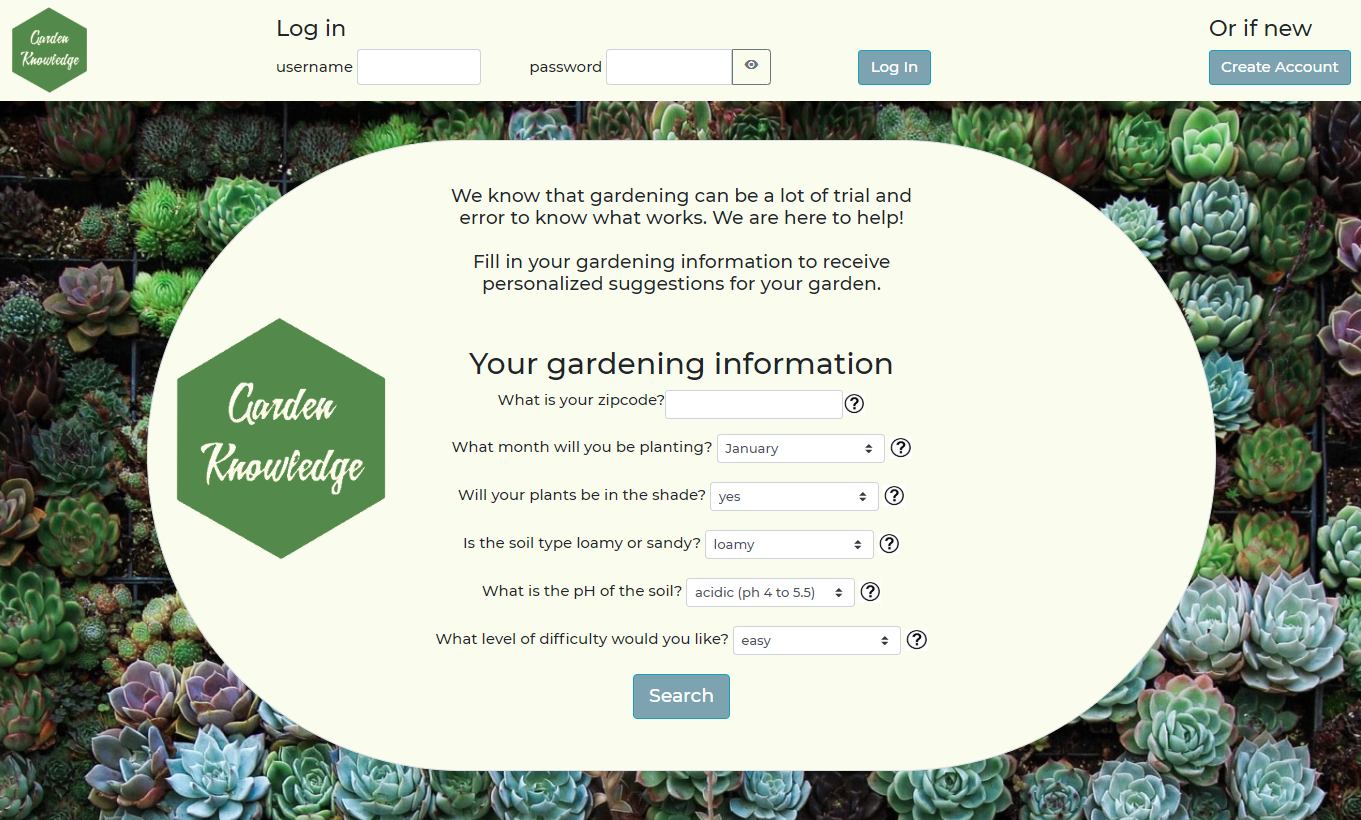 Garden
Knowledge
Log in
username
password
Log In
Or if new
Create Account
We know that gardening can be a lot of trial and
error to know what works. We are here to help!
Fill in your gardening information to receive
personalized suggestions for your garden.
Garden
Knowledge
Your gardening information
What is your zipcode? ?
What month will you be planting? January ?
Will your plants be in the shade? yes ?
Is the soil type loamy or sandy? loamy ?
What is the pH of the soil? acidic (ph 4 to 5.5) ?
What level of difficulty would you like? easy ?
Search